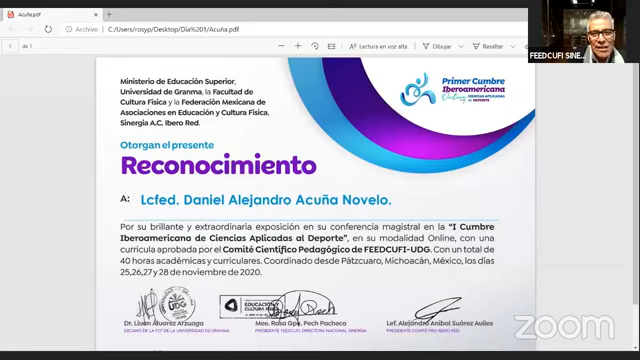 Acuña.pdf
Archivo
C:/Users/rosyp/Desktop/Dia%201/Acuña.pdf
1
de 1
Lectura en voz alta
Dibujar
Resaltar
FEEDCUFI SINE...
Ministerio de Educación Superior,
Universidad de Granma, la Facultad de
Cultura Física y la Federación Mexicana de
Asociaciones en Educación y Cultura Física,
Sinergia A.C. Ibero Red.
Primer Cumbre
Iberoamericana
Online
CIENCIAS APLICADAS
AL DEPORTE
Otorgan el presente
Reconocimiento
A: Lcfed. Daniel Alejandro Acuña Novelo.
Por su brillante y extraordinaria exposición en su conferencia magistral en la “I Cumbre
Iberoamericana de Ciencias Aplicadas al Deporte”, en su modalidad Online, con una
currícula aprobada por el Comité Científico Pedagógico de FEEDCUFI-UDG. Con un total de
40 horas académicas y curriculares. Coordinado desde Pátzcuaro, Michoacán, México, los días
25,26,27 y 28 de noviembre de 2020.
UDG
EDUCACIÓN Y
CULTURA FÍSICA
Dr. Livan Álvarez Arzuaga
DECANO DE LA FCF DE LA UNIVERSIDAD DE GRANMA
Mee. Rosa Gpe. Pech Pacheco
PRESIDENTE FEEDCUFI, DIRECTORA NACIONAL SINERGIA
Lef. Alejandro Anibal Suárez Aviles
PRESIDENTE COMITÉ PRO IBERO RED
zoom